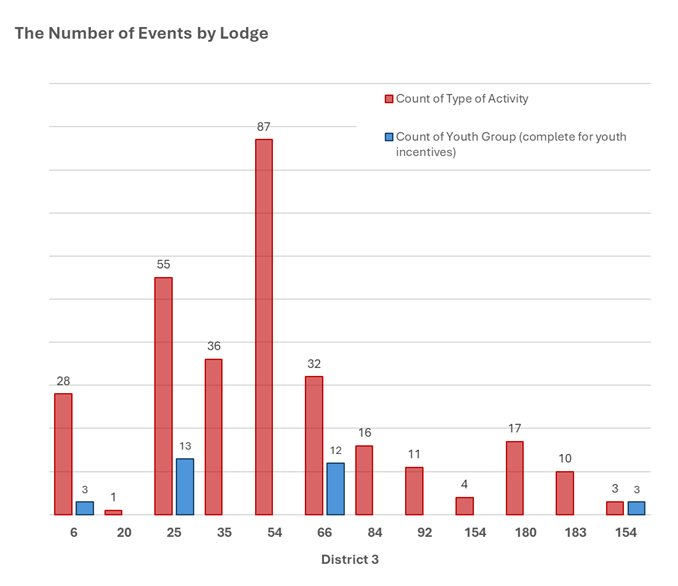 The Number of Events by Lodge
Count of Type of Activity
Count of Youth Group (complete for youth
incentives)
87
55
36
32
28
17
16
13
12
11
10
4
3
3
3
1
6 20 25 35 54 66 84 92 154 180 183 154
District 3